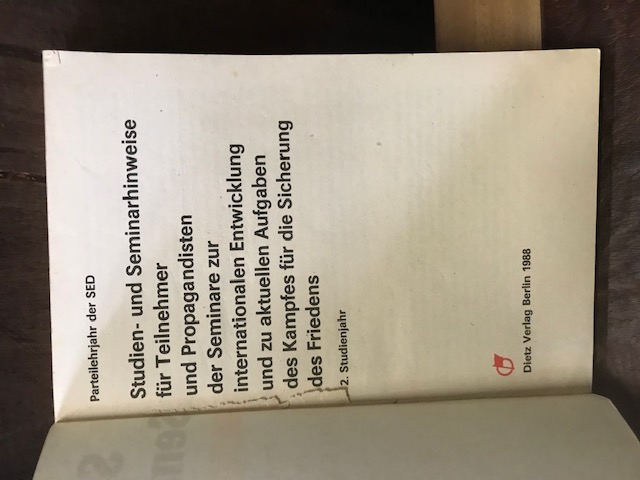 Parteilehrjahr der SED
Studien- und Seminarhinweise
für Teilnehmer
und Propagandisten
der Seminare zur
internationalen Entwicklung
und zu aktuellen Aufgaben
des Kampfes für die Sicherung
des Friedens
2. Studienjahr
Dietz Verlag Berlin 1988